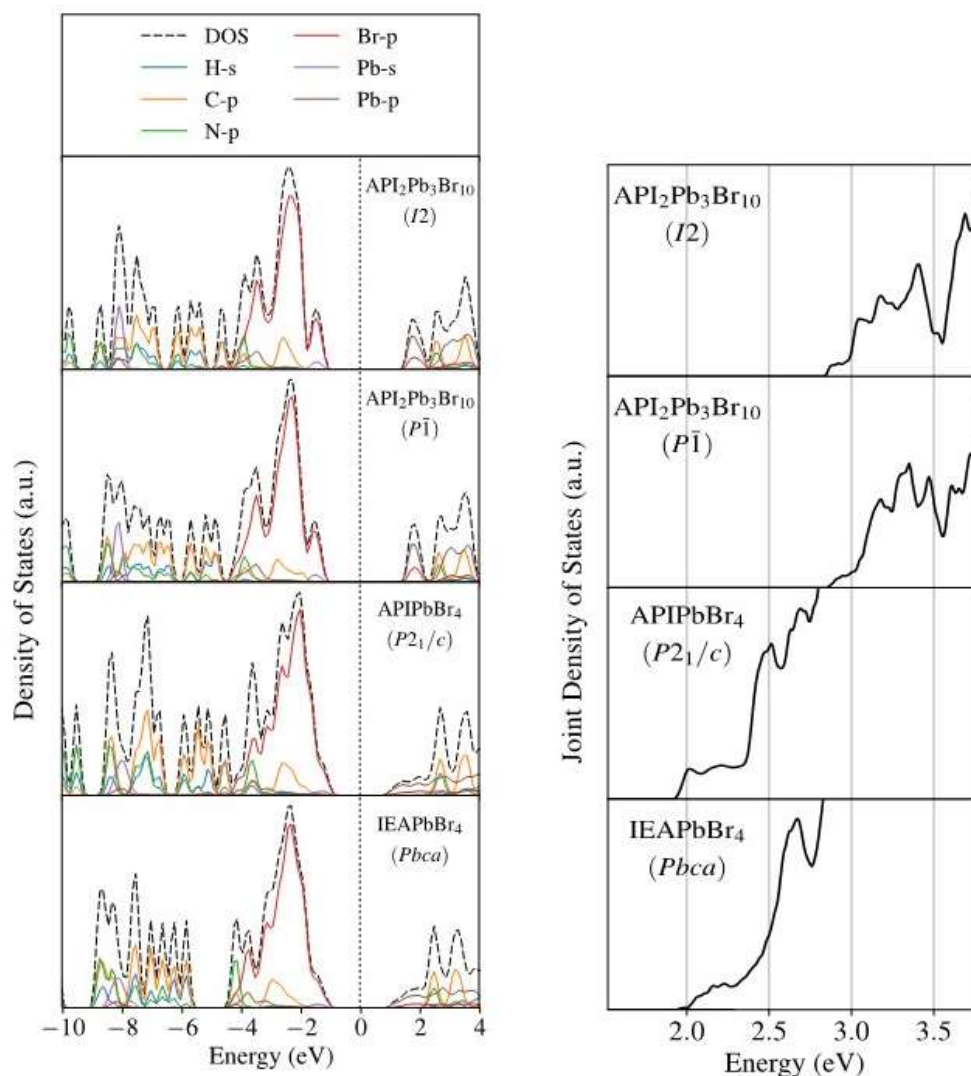 DOS
H-s
C-p
N-p
Br-p
Pb-s
Pb-p
API₂Pb₃Br₁₀
(I2)
API₂Pb₃Br₁₀
(P1̄)
APIPbBr₄
(P2₁/c)
IEAPbBr₄
(Pbca)
Density of States (a.u.)
−10 −8 −6 −4 −2 0 2 4
Energy (eV)
API₂Pb₃Br₁₀
(I2)
API₂Pb₃Br₁₀
(P1̄)
APIPbBr₄
(P2₁/c)
IEAPbBr₄
(Pbca)
Joint Density of States (a.u.)
2.0 2.5 3.0 3.5
Energy (eV)